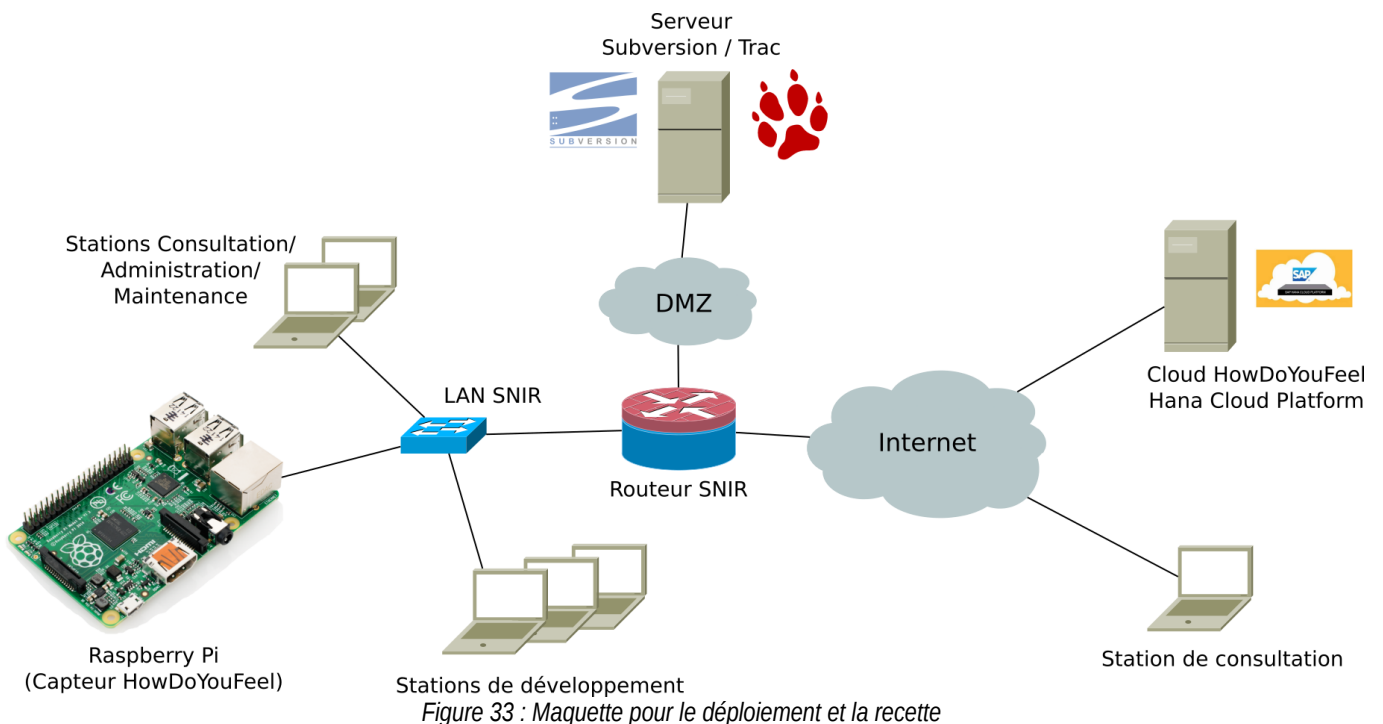 Serveur
Subversion / Trac
SUBVERSION
Stations Consultation/
Administration/
Maintenance
DMZ
SAP
Cloud HowDoYouFeel
Hana Cloud Platform
LAN SNIR
Internet
Routeur SNIR
HDMI
Raspberry Pi
(Capteur HowDoYouFeel)
Stations de développement
Station de consultation
Figure 33 : Maquette pour le déploiement et la recette